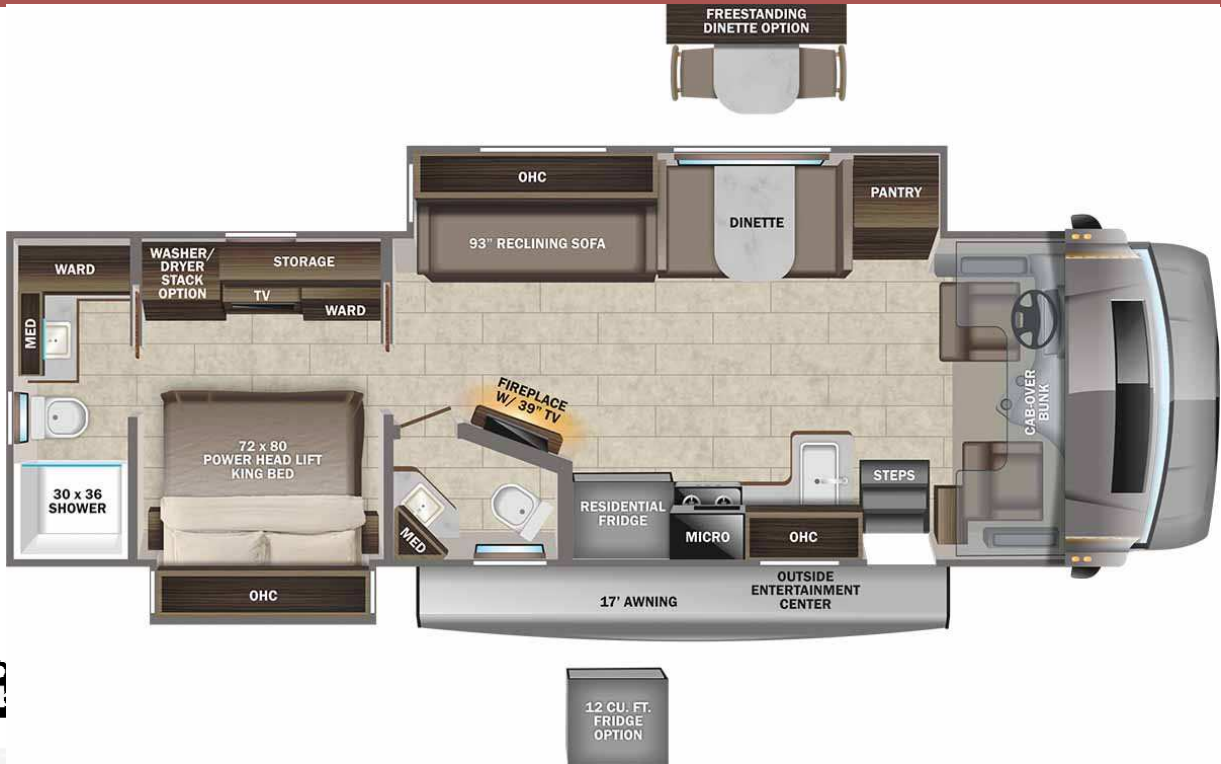 FREESTANDING
DINETTE OPTION
OHC
93” RECLINING SOFA
DINETTE
PANTRY
WARD
WASHER/
DRYER
STACK
OPTION
STORAGE
TV
WARD
MED
72 x 80
POWER HEAD LIFT
KING BED
30 x 36
SHOWER
FIREPLACE
W/ 39” TV
CAB-OVER
BUNK
MED
RESIDENTIAL
FRIDGE
MICRO
OHC
STEPS
OHC
17’ AWNING
OUTSIDE
ENTERTAINMENT
CENTER
12 CU. FT.
FRIDGE
OPTION